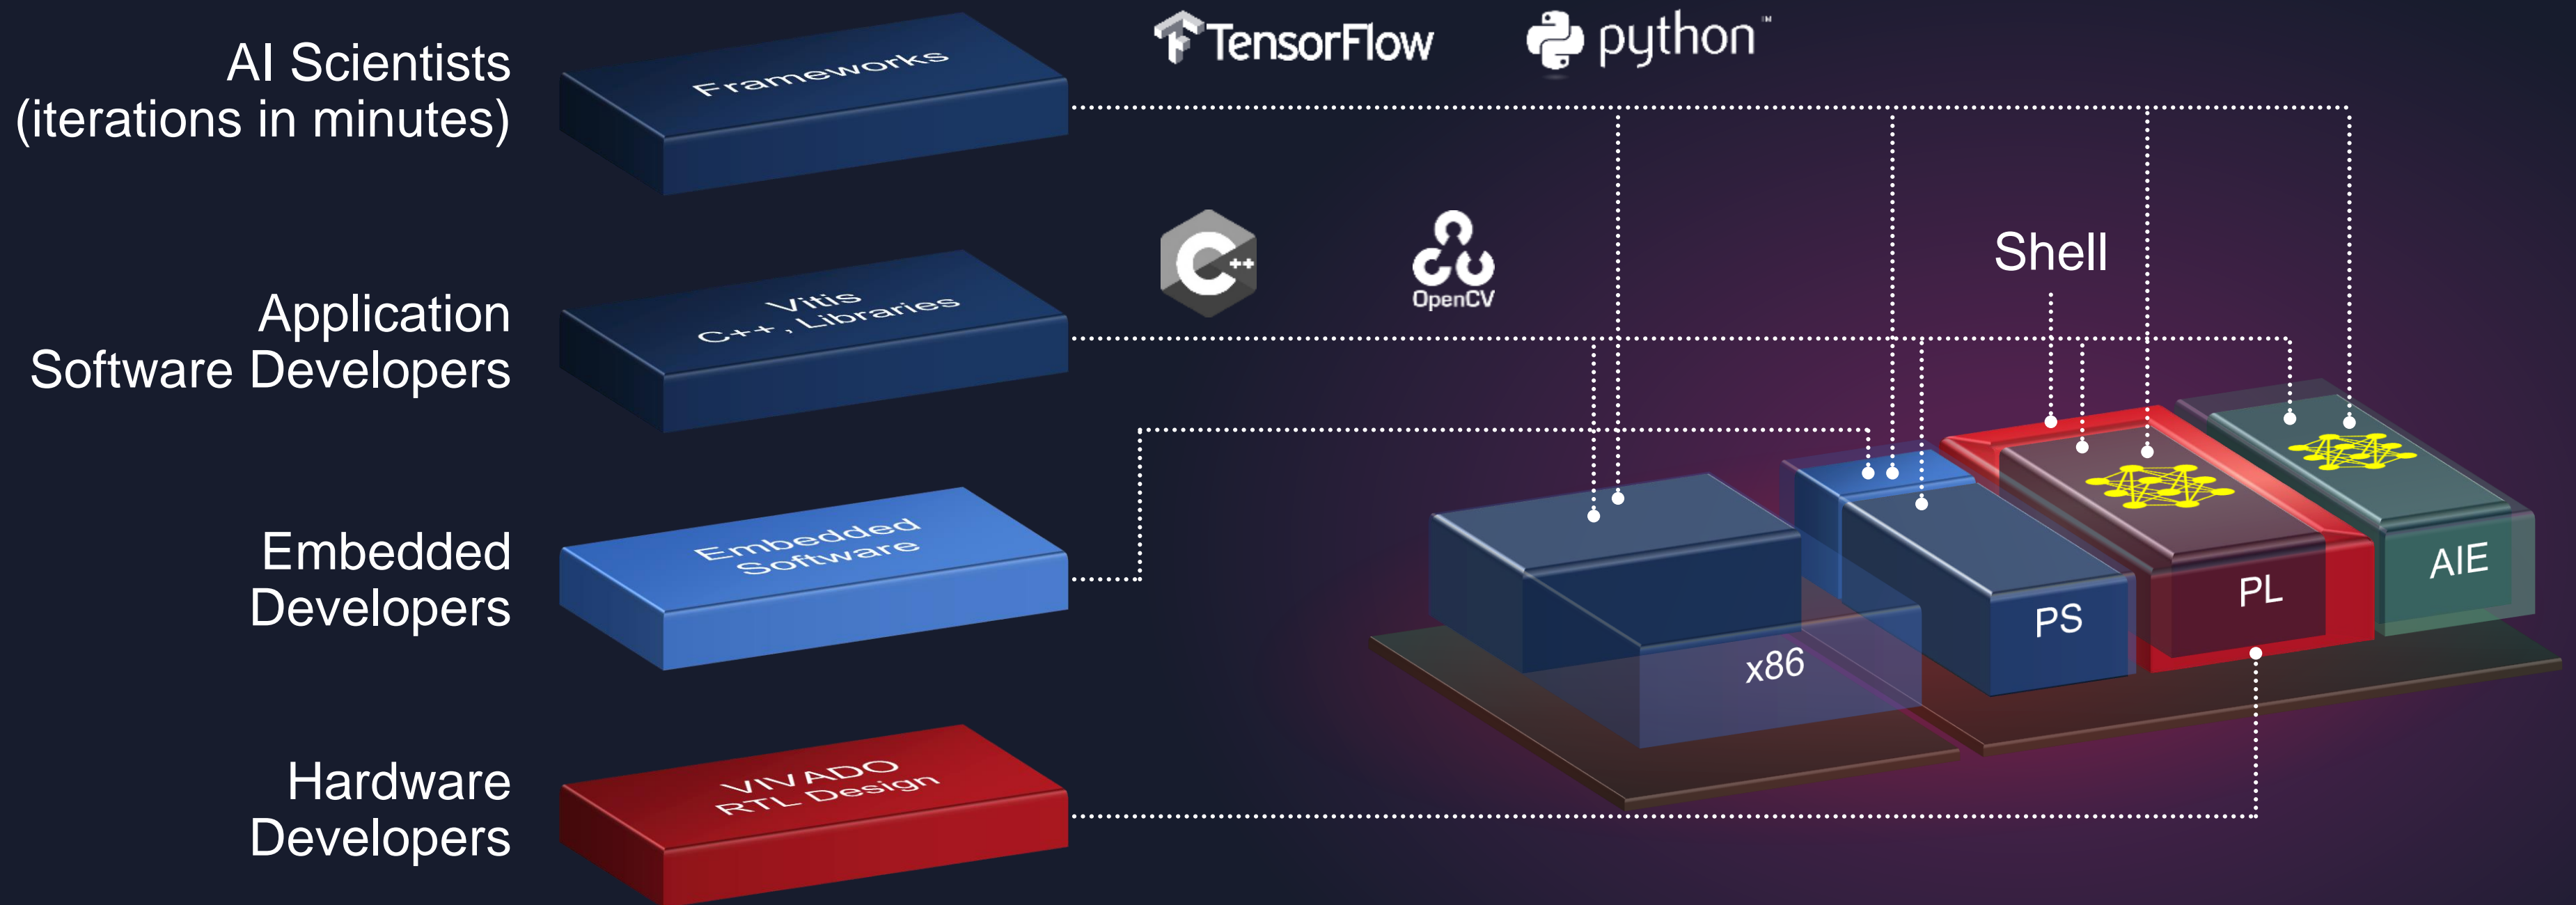 AI Scientists
(iterations in minutes)
Frameworks
TensorFlow
python™
Application
Software Developers
Vitis
C++, Libraries
C++
OpenCV
Shell
Embedded
Developers
Embedded
Software
Hardware
Developers
VIVADO
RTL Design
x86
PS
PL
AIE